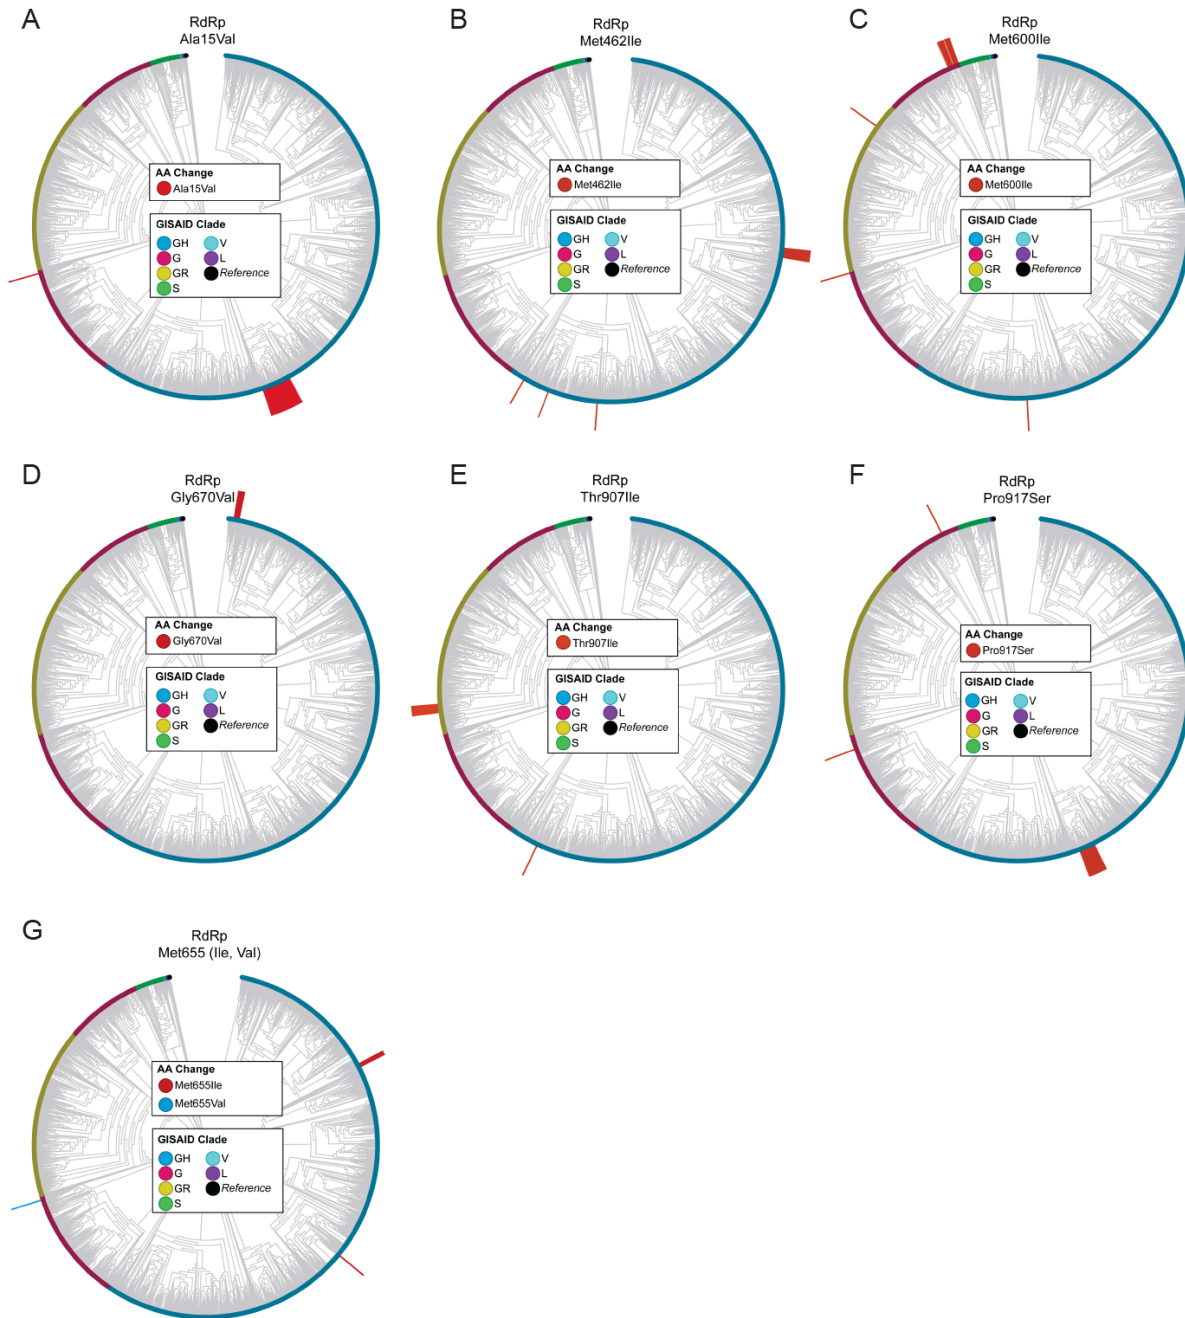 A
RdRp
Ala15Val
AA Change
Ala15Val
GISAID Clade
GH V
G L
GR Reference
S
B
RdRp
Met462Ile
AA Change
Met462Ile
GISAID Clade
GH V
G L
GR Reference
S
C
RdRp
Met600Ile
AA Change
Met600Ile
GISAID Clade
GH V
G L
GR Reference
S
D
RdRp
Gly670Val
AA Change
Gly670Val
GISAID Clade
GH V
G L
GR Reference
S
E
RdRp
Thr907Ile
AA Change
Thr907Ile
GISAID Clade
GH V
G L
GR Reference
S
F
RdRp
Pro917Ser
AA Change
Pro917Ser
GISAID Clade
GH V
G L
GR Reference
S
G
RdRp
Met655 (Ile, Val)
AA Change
Met655Ile
Met655Val
GISAID Clade
GH V
G L
GR Reference
S